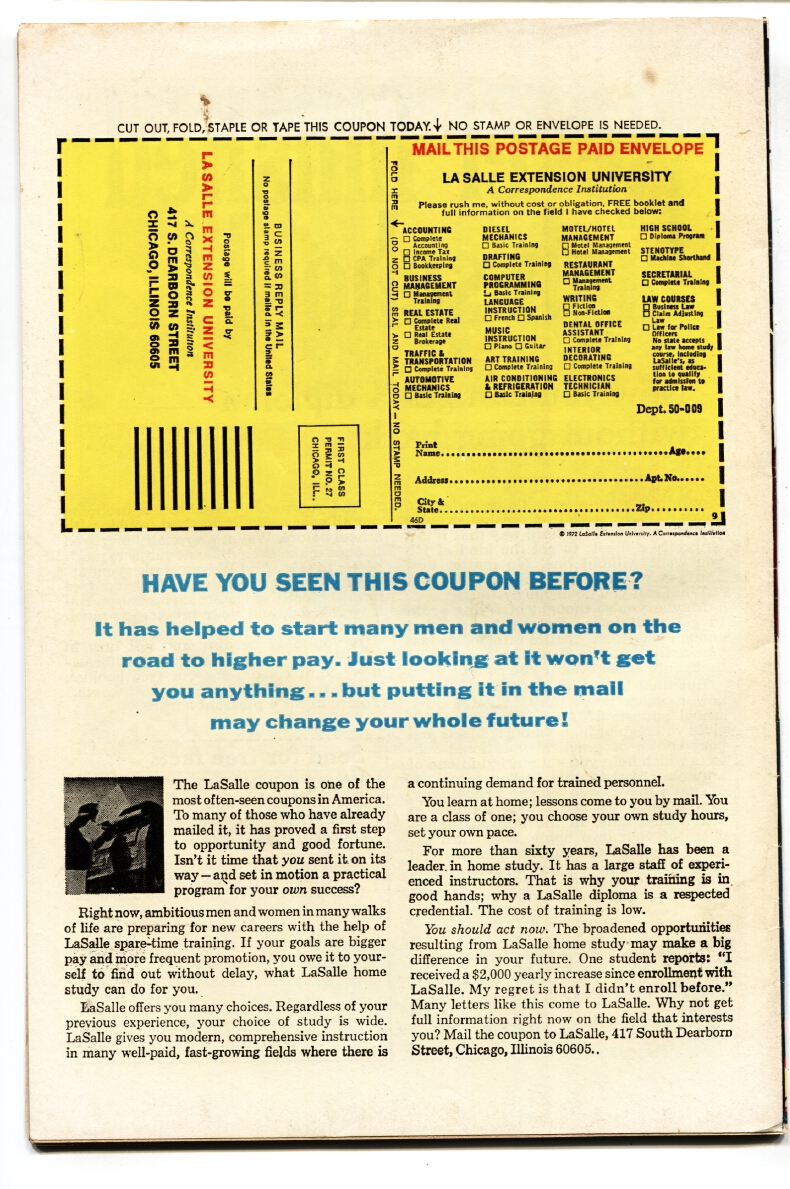 CUT OUT, FOLD, STAPLE OR TAPE THIS COUPON TODAY. NO STAMP OR ENVELOPE IS NEEDED.
LA SALLE EXTENSION UNIVERSITY
A Correspondence Institution
417 S. DEARBORN STREET
CHICAGO, ILLINOIS 60605
Postage will be paid by
BUSINESS REPLY MAIL
No postage stamp required if mailed in the United States
FIRST CLASS
PERMIT NO. 27
CHICAGO, ILL.
FOLD HERE (DO NOT CUT) SEAL AND MAIL TODAY — NO STAMP NEEDED.
MAIL THIS POSTAGE PAID ENVELOPE
LA SALLE EXTENSION UNIVERSITY
A Correspondence Institution
Please rush me, without cost or obligation, FREE booklet and
full information on the field I have checked below:
ACCOUNTING
☐ Complete
Accounting
☐ Income Tax
☐ CPA Training
☐ Bookkeeping
BUSINESS
MANAGEMENT
☐ Management
Training
REAL ESTATE
☐ Complete Real
Estate
☐ Real Estate
Brokerage
TRAFFIC &
TRANSPORTATION
☐ Complete Training
AUTOMOTIVE
MECHANICS
☐ Basic Training
DIESEL
MECHANICS
☐ Basic Training
DRAFTING
☐ Complete Training
COMPUTER
PROGRAMMING
☐ Basic Training
LANGUAGE
INSTRUCTION
☐ French ☐ Spanish
MUSIC
INSTRUCTION
☐ Piano ☐ Guitar
ART TRAINING
☐ Complete Training
AIR CONDITIONING
& REFRIGERATION
☐ Basic Training
MOTEL/HOTEL
MANAGEMENT
☐ Motel Management
☐ Hotel Management
RESTAURANT
MANAGEMENT
☐ Management
Training
WRITING
☐ Fiction
☐ Non-Fiction
DENTAL OFFICE
ASSISTANT
☐ Complete Training
INTERIOR
DECORATING
☐ Complete Training
ELECTRONICS
TECHNICIAN
☐ Basic Training
HIGH SCHOOL
☐ Diploma Program
STENOTYPE
☐ Machine Shorthand
SECRETARIAL
☐ Complete Training
LAW COURSES
☐ Business Law
☐ Claim Adjusting
Law
☐ Law for Police
Officers
No state accepts
any law home study
course, including
LaSalle's, as
sufficient educa-
tion to qualify
for admission to
practice law.
Dept. 50-009
Print
Name.......... Age....
Address.......... Apt. No......
City &
State.......... Zip..........
46D
9
© 1972 LaSalle Extension University. A Correspondence Institution
HAVE YOU SEEN THIS COUPON BEFORE?
It has helped to start many men and women on the
road to higher pay. Just looking at it won't get
you anything...but putting it in the mail
may change your whole future!
The LaSalle coupon is one of the
most often-seen coupons in America.
To many of those who have already
mailed it, it has proved a first step
to opportunity and good fortune.
Isn't it time that you sent it on its
way—and set in motion a practical
program for your own success?
Right now, ambitious men and women in many walks
of life are preparing for new careers with the help of
LaSalle spare-time training. If your goals are bigger
pay and more frequent promotion, you owe it to your-
self to find out without delay, what LaSalle home
study can do for you.
LaSalle offers you many choices. Regardless of your
previous experience, your choice of study is wide.
LaSalle gives you modern, comprehensive instruction
in many well-paid, fast-growing fields where there is
a continuing demand for trained personnel.
You learn at home; lessons come to you by mail. You
are a class of one; you choose your own study hours,
set your own pace.
For more than sixty years, LaSalle has been a
leader in home study. It has a large staff of experi-
enced instructors. That is why your training is in
good hands; why a LaSalle diploma is a respected
credential. The cost of training is low.
You should act now. The broadened opportunities
resulting from LaSalle home study may make a big
difference in your future. One student reports: "I
received a $2,000 yearly increase since enrollment with
LaSalle. My regret is that I didn't enroll before."
Many letters like this come to LaSalle. Why not get
full information right now on the field that interests
you? Mail the coupon to LaSalle, 417 South Dearborn
Street, Chicago, Illinois 60605..